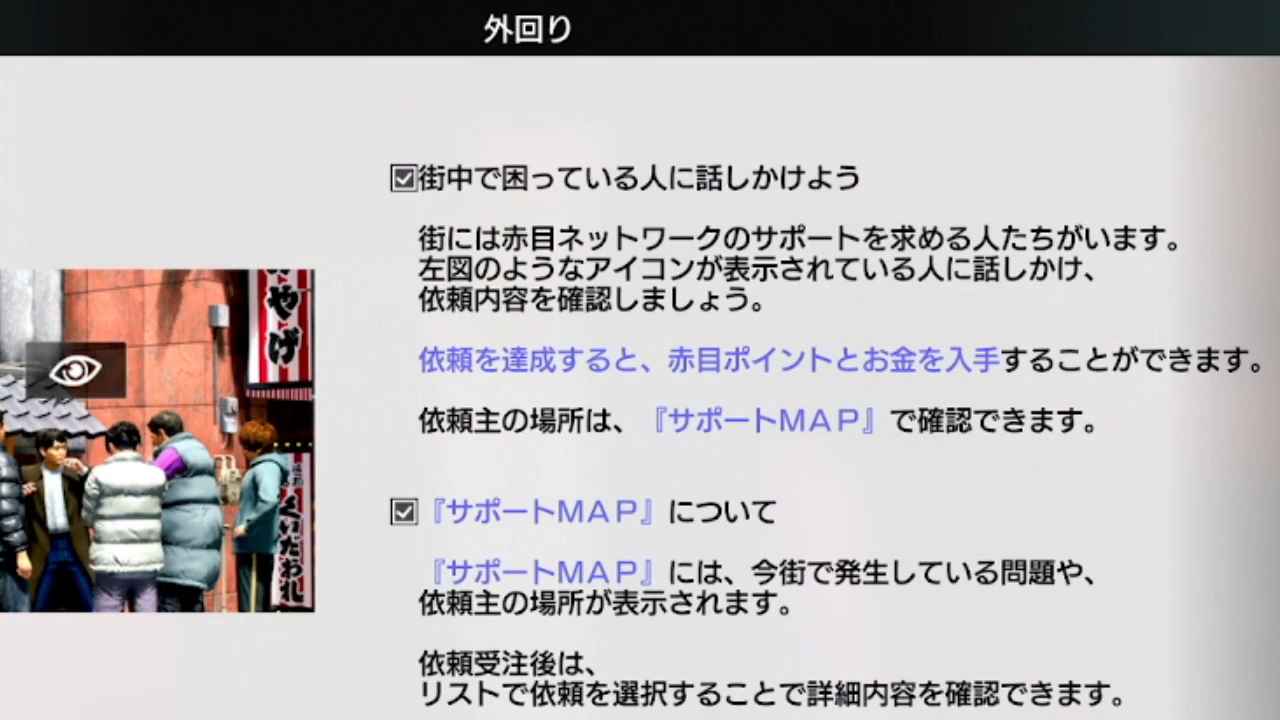 外回り
☑街中で困っている人に話しかけよう
街には赤目ネットワークのサポートを求める人たちがいます。
左図のようなアイコンが表示されている人に話しかけ、
依頼内容を確認しましょう。
依頼を達成すると、赤目ポイントとお金を入手することができます。
依頼主の場所は、『サポートMAP』で確認できます。
☑『サポートMAP』について
『サポートMAP』には、今街で発生している問題や、
依頼主の場所が表示されます。
依頼受注後は、
リストで依頼を選択することで詳細内容を確認できます。
やげ
くいだお礼